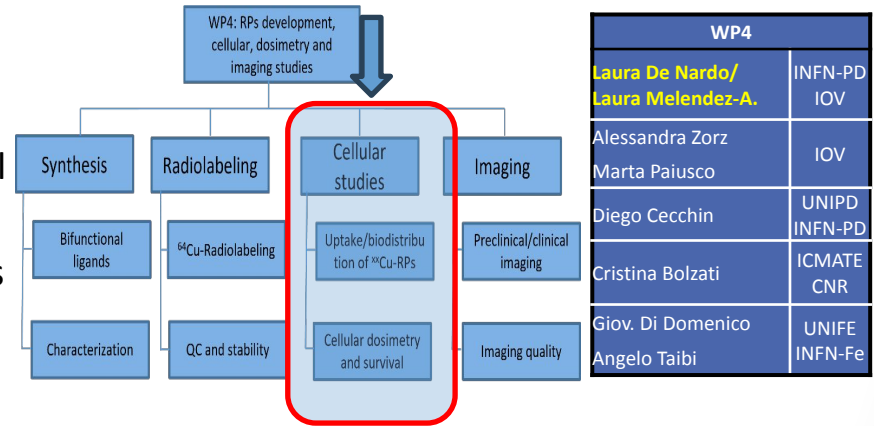 WP4: RPs development,
cellular, dosimetry and
imaging studies
Synthesis
Radiolabeling
Cellular
studies
Imaging
Bifunctional
ligands
⁶⁴Cu-Radiolabeling
Uptake/biodistribu
tion of ˣˣCu-RPs
Preclinical/clinical
imaging
Characterization
QC and stability
Cellular dosimetry
and survival
Imaging quality
l
s
WP4
Laura De Nardo/
Laura Melendez-A.
INFN-PD
IOV
Alessandra Zorz
Marta Paiusco
IOV
Diego Cecchin
UNIPD
INFN-PD
Cristina Bolzati
ICMATE
CNR
Giov. Di Domenico
Angelo Taibi
UNIFE
INFN-Fe